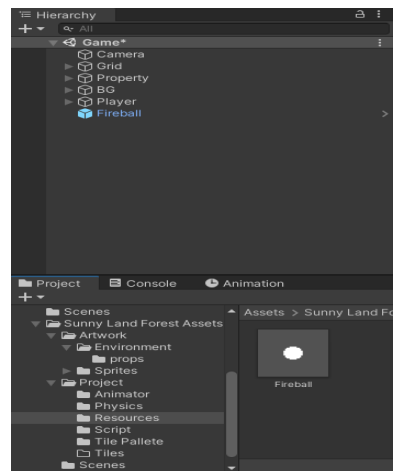 Hierarchy
All
Game*
Camera
Grid
Property
BG
Player
Fireball
Project
Console
Animation
Scenes
Sunny Land Forest Assets
Artwork
Environment
props
Sprites
Project
Animator
Physics
Resources
Script
Tile Pallete
Tiles
Scenes
Assets > Sunny Land Fo
Fireball